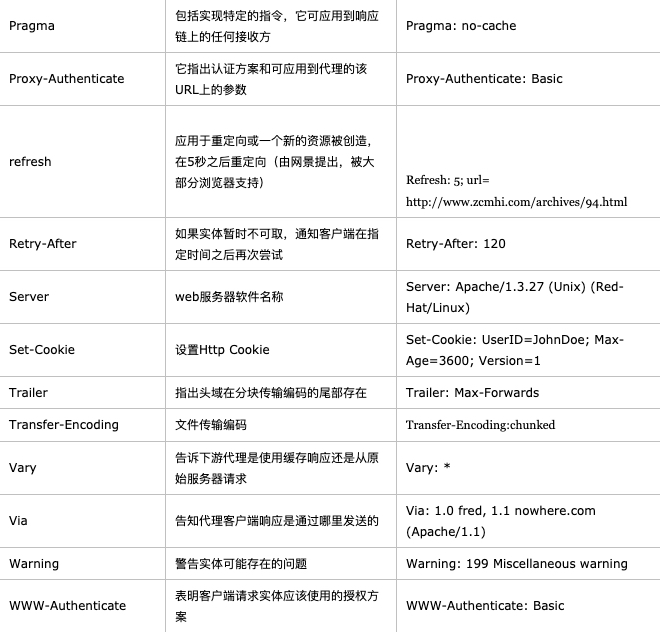 Pragma
包括实现特定的指令，它可应用到响应
链上的任何接收方
Pragma: no-cache
Proxy-Authenticate
它指出认证方案和可应用到代理的该
URL上的参数
Proxy-Authenticate: Basic
refresh
应用于重定向或一个新的资源被创造，
在5秒之后重定向（由网景提出，被大
部分浏览器支持）
Refresh: 5; url=
http://www.zcmhi.com/archives/94.html
Retry-After
如果实体暂时不可取，通知客户端在指
定时间之后再次尝试
Retry-After: 120
Server
web服务器软件名称
Server: Apache/1.3.27 (Unix) (Red-
Hat/Linux)
Set-Cookie
设置Http Cookie
Set-Cookie: UserID=JohnDoe; Max-
Age=3600; Version=1
Trailer
指出头域在分块传输编码的尾部存在
Trailer: Max-Forwards
Transfer-Encoding
文件传输编码
Transfer-Encoding:chunked
Vary
告诉下游代理是使用缓存响应还是从原
始服务器请求
Vary: *
Via
告知代理客户端响应是通过哪里发送的
Via: 1.0 fred, 1.1 nowhere.com
(Apache/1.1)
Warning
警告实体可能存在的问题
Warning: 199 Miscellaneous warning
WWW-Authenticate
表明客户端请求实体应该使用的授权方
案
WWW-Authenticate: Basic